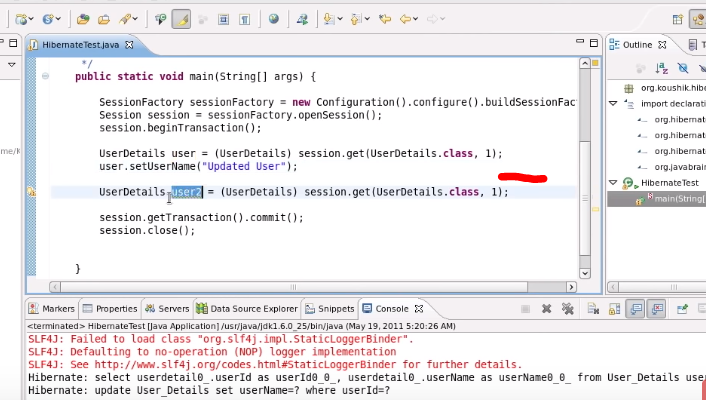 HibernateTest.java
*/
public static void main(String[] args) {
SessionFactory sessionFactory = new Configuration().configure().buildSessionFact
Session session = sessionFactory.openSession();
session.beginTransaction();
UserDetails user = (UserDetails) session.get(UserDetails.class, 1);
user.setUserName("Updated User");
UserDetails user2 = (UserDetails) session.get(UserDetails.class, 1);
session.getTransaction().commit();
session.close();
}
Outline
org.koushik.hibe
import declarati
org.hibernat
org.hibernat
org.hibernat
org.javabrain
HibernateTest
main(String[]
Markers Properties Servers Data Source Explorer Snippets Console
<terminated> HibernateTest [Java Application] /usr/java/jdk1.6.0_25/bin/java (May 19, 2011 5:20:26 AM)
SLF4J: Failed to load class "org.slf4j.impl.StaticLoggerBinder".
SLF4J: Defaulting to no-operation (NOP) logger implementation
SLF4J: See http://www.slf4j.org/codes.html#StaticLoggerBinder for further details.
Hibernate: select userdetail0_.userId as userId0_0_, userdetail0_.userName as userName0_0_ from User_Details user
Hibernate: update User_Details set userName=? where userId=?